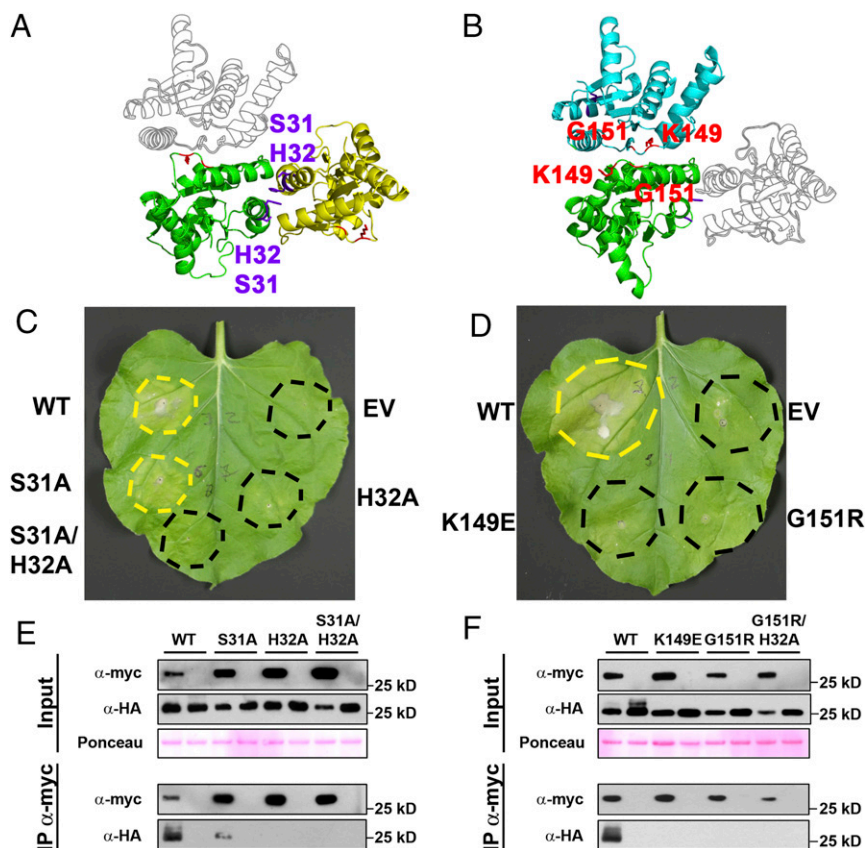 A
S31
H32
H32
S31
B
G151 K149
K149
G151
C
WT
EV
S31A
H32A
S31A/
H32A
D
WT
EV
K149E
G151R
E
WT S31A H32A S31A/
H32A
Input
α-myc
25 kD
α-HA
25 kD
Ponceau
IP α-myc
α-myc
25 kD
α-HA
25 kD
F
WT K149E G151R G151R/
H32A
Input
α-myc
25 kD
α-HA
25 kD
Ponceau
IP α-myc
α-myc
25 kD
α-HA
25 kD